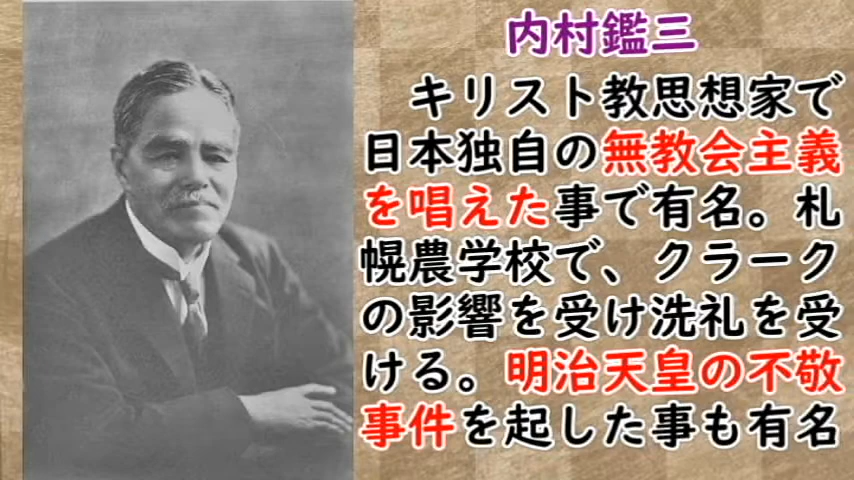 内村鑑三
キリスト教思想家で
日本独自の無教会主義
を唱えた事で有名。札
幌農学校で、クラーク
の影響を受け洗礼を受
ける。明治天皇の不敬
事件を起した事も有名